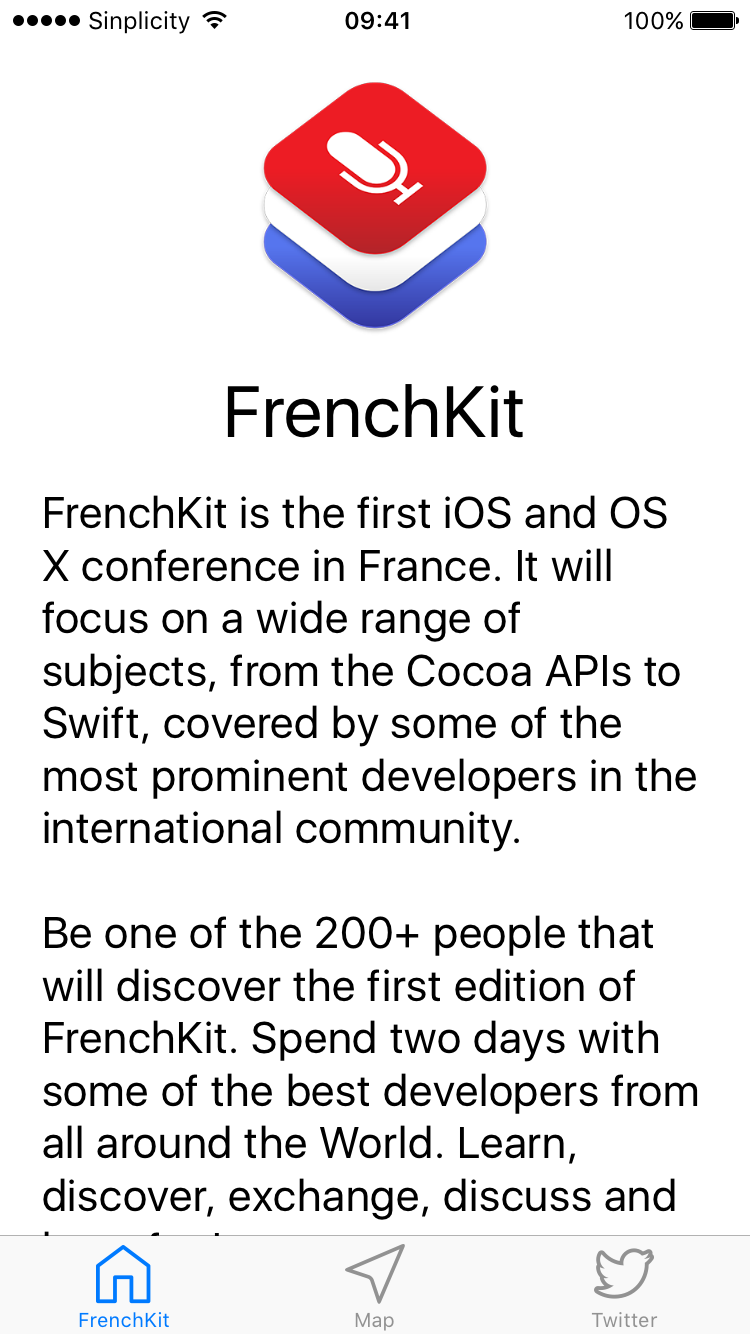 Sinplicity 09:41 100%
FrenchKit
FrenchKit is the first iOS and OS
X conference in France. It will
focus on a wide range of
subjects, from the Cocoa APIs to
Swift, covered by some of the
most prominent developers in the
international community.
Be one of the 200+ people that
will discover the first edition of
FrenchKit. Spend two days with
some of the best developers from
all around the World. Learn,
discover, exchange, discuss and
FrenchKit Map Twitter